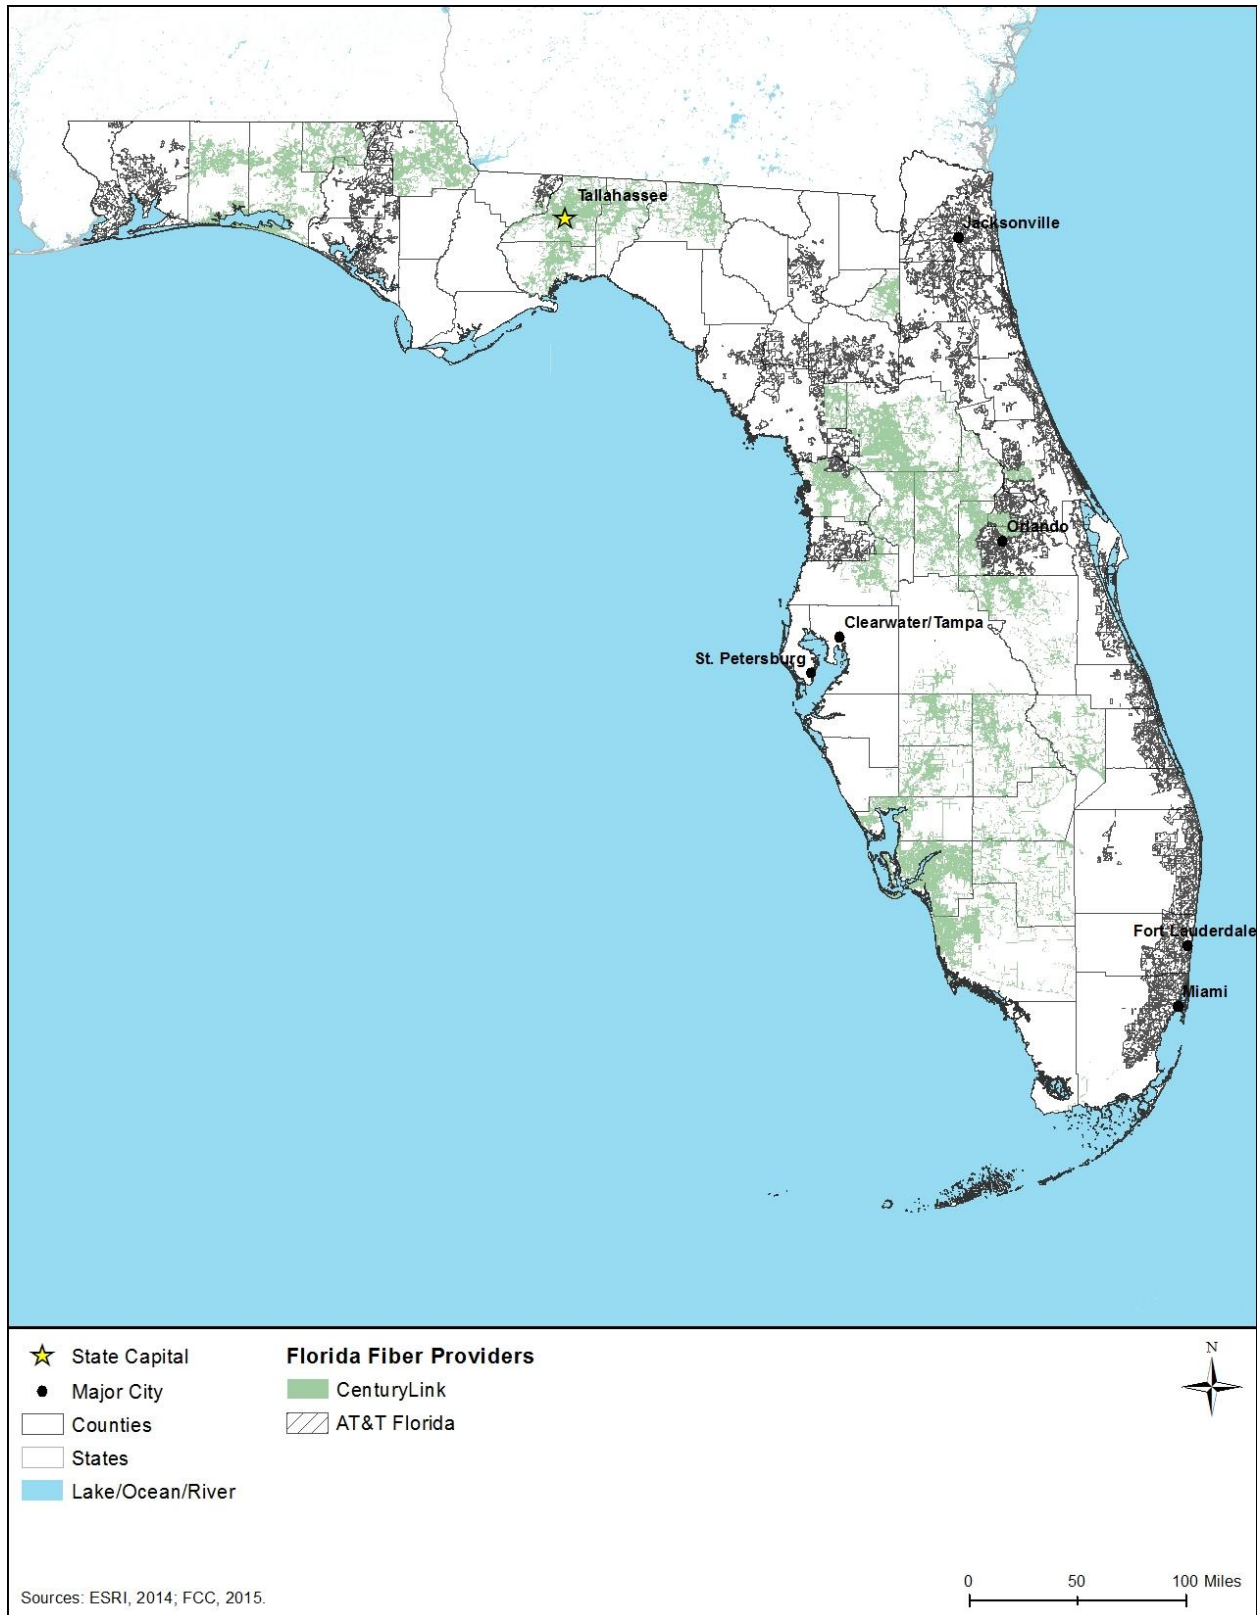 Tallahassee
Jacksonville
Orlando
Clearwater/Tampa
St. Petersburg
Fort Lauderdale
Miami
State Capital
Major City
Counties
States
Lake/Ocean/River
Florida Fiber Providers
CenturyLink
AT&T Florida
N
Sources: ESRI, 2014; FCC, 2015.
0 50 100 Miles